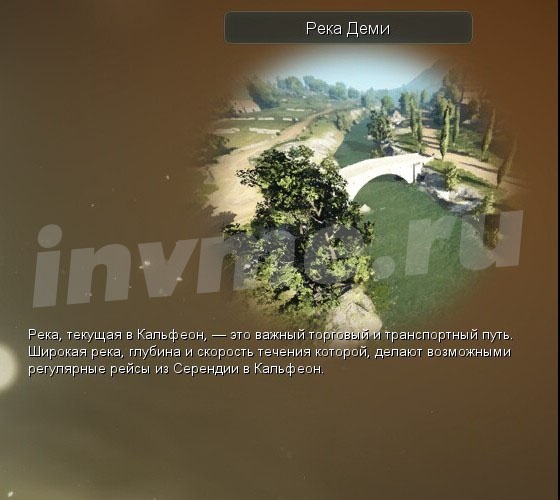 Река Деми
invmo.ru
Река, текущая в Кальфеон, — это важный торговый и транспортный путь.
Широкая река, глубина и скорость течения которой, делают возможными
регулярные рейсы из Серендии в Кальфеон.